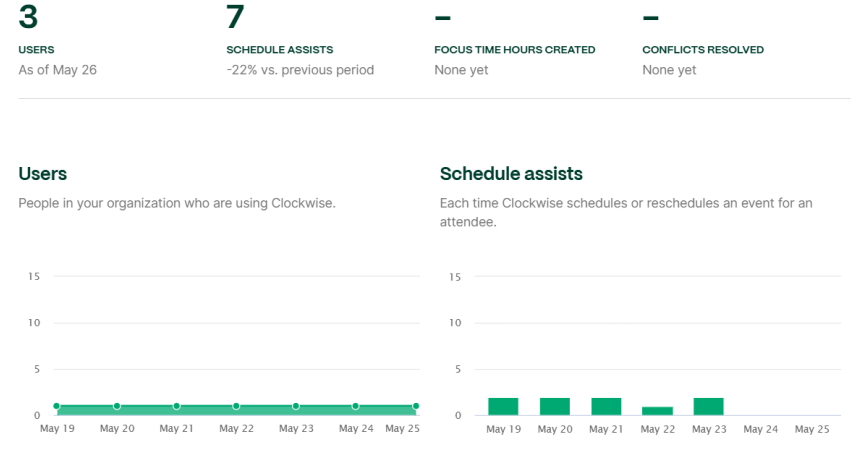 3
7
–
–
USERS
SCHEDULE ASSISTS
FOCUS TIME HOURS CREATED
CONFLICTS RESOLVED
As of May 26
-22% vs. previous period
None yet
None yet
Users
People in your organization who are using Clockwise.
15
10
5
0
May 19
May 20
May 21
May 22
May 23
May 24
May 25
Schedule assists
Each time Clockwise schedules or reschedules an event for an
attendee.
15
10
5
0
May 19
May 20
May 21
May 22
May 23
May 24
May 25